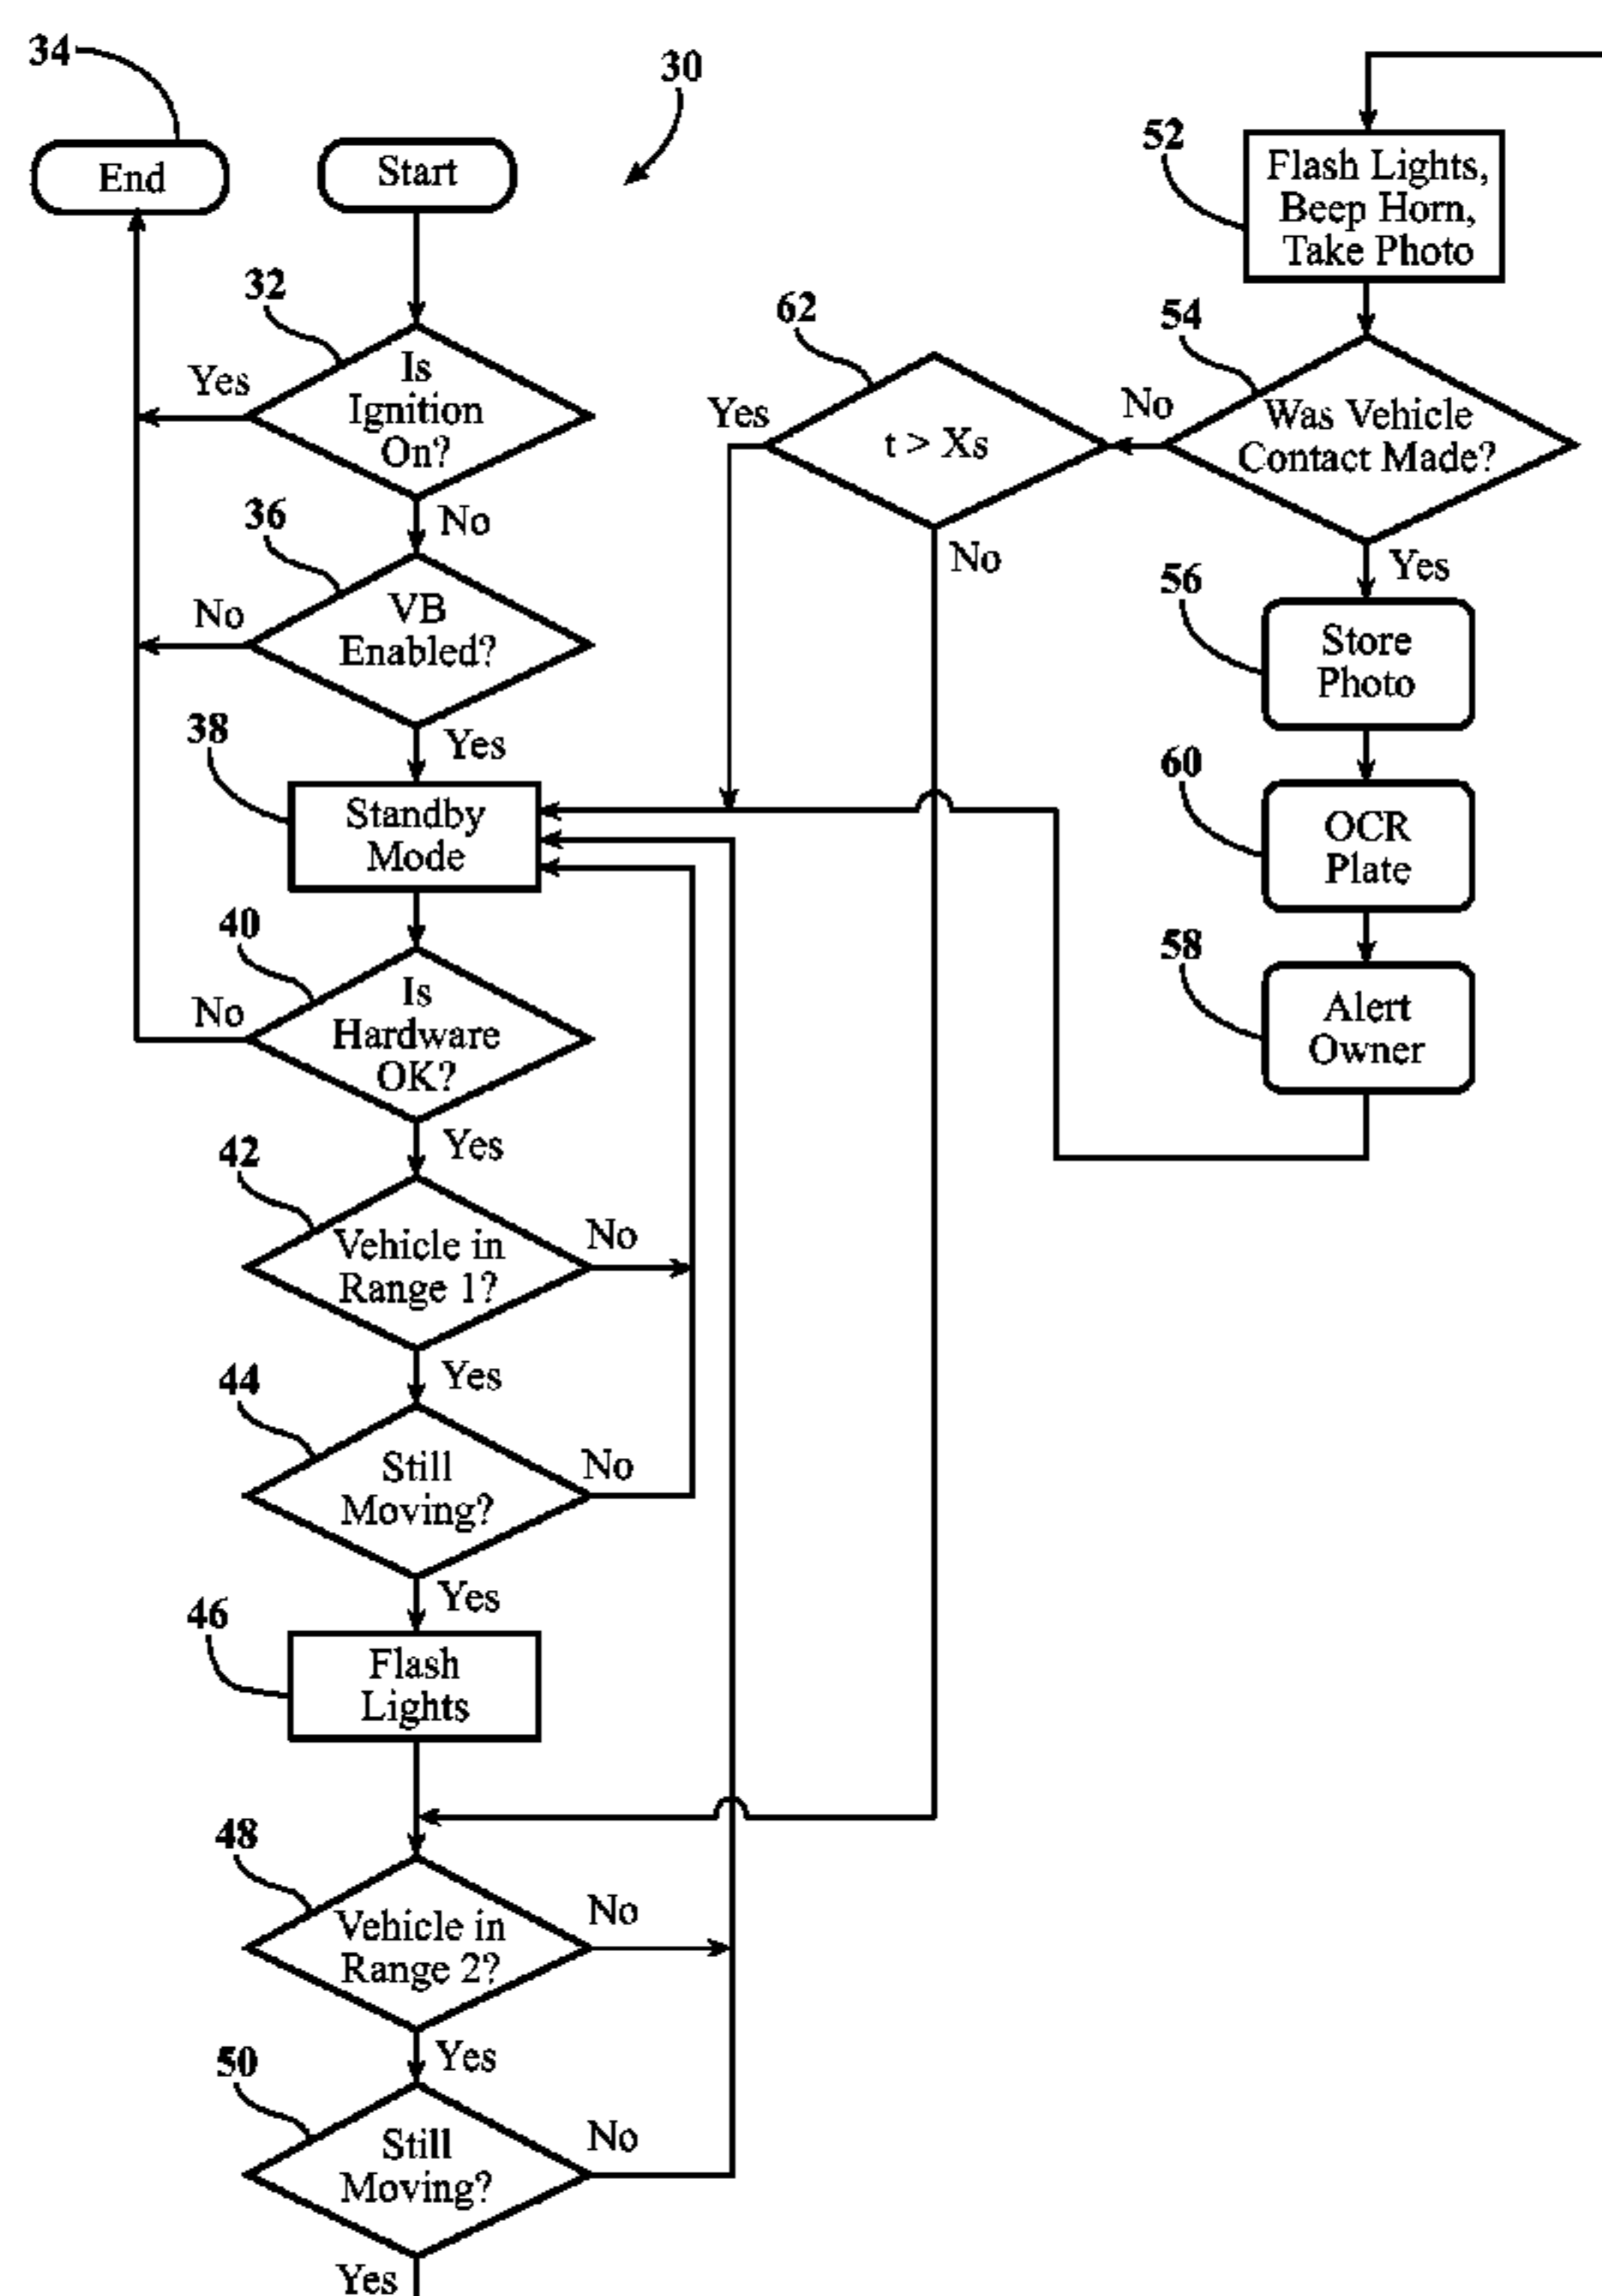 34
30
End
Start
32
Is
Ignition
On?
Yes
No
36
VB
Enabled?
No
Yes
38
Standby
Mode
40
Is
Hardware
OK?
No
Yes
42
Vehicle in
Range 1?
No
Yes
44
Still
Moving?
No
Yes
46
Flash
Lights
48
Vehicle in
Range 2?
No
Yes
50
Still
Moving?
No
Yes
52
Flash Lights,
Beep Horn,
Take Photo
54
Was Vehicle
Contact Made?
No
Yes
62
t > Xs
Yes
No
56
Store
Photo
60
OCR
Plate
58
Alert
Owner